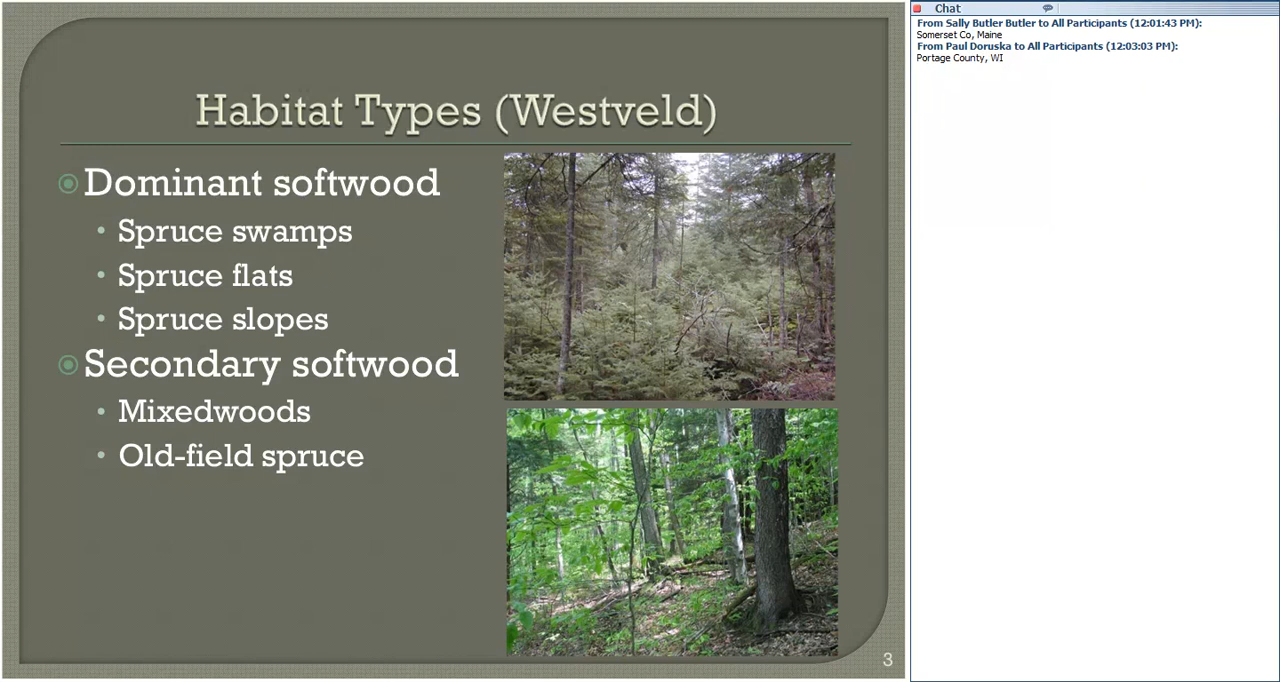 Habitat Types (Westveld)
Dominant softwood
Spruce swamps
Spruce flats
Spruce slopes
Secondary softwood
Mixedwoods
Old-field spruce
3
Chat
From Sally Butler Butler to All Participants (12:01:43 PM):
Somerset Co, Maine
From Paul Doruska to All Participants (12:03:03 PM):
Portage County, WI